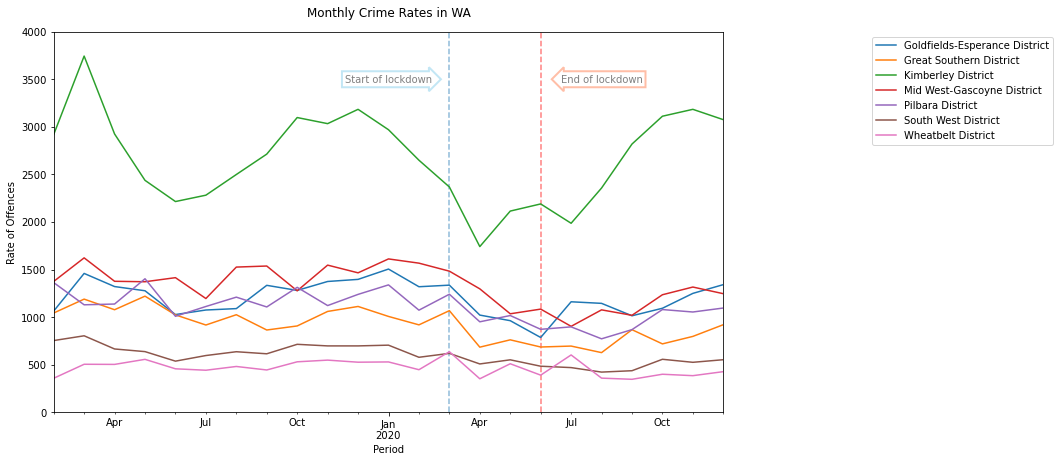 Monthly Crime Rates in WA
4000
3500
3000
2500
2000
1500
1000
500
0
Rate of Offences
Start of lockdown
End of lockdown
Apr
Jul
Oct
Jan
2020
Apr
Jul
Oct
Period
Goldfields-Esperance District
Great Southern District
Kimberley District
Mid West-Gascoyne District
Pilbara District
South West District
Wheatbelt District